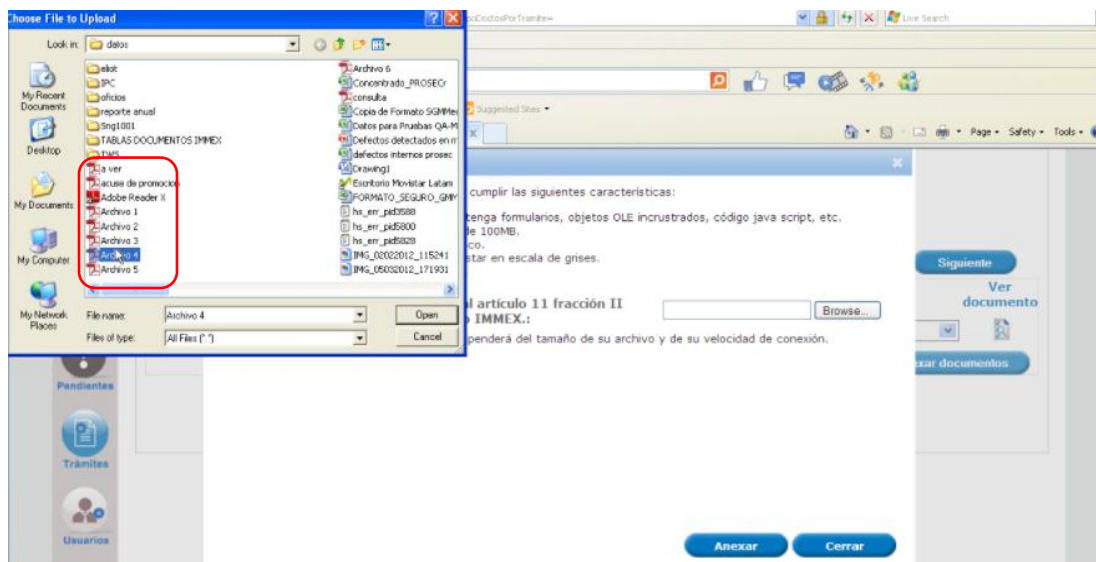 Choose File to Upload
poDoctosPorTramite=
Live Search
Look in:
datos
My Recent
Documents
Desktop
My Documents
My Computer
My Network
Places
eliot
IPC
oficios
reporte anual
Sng1001
TABLAS DOCUMENTOS IMMEX
TWS
a ver
acuse de promocion
Adobe Reader X
Archivo 1
Archivo 2
Archivo 3
Archivo 4
Archivo 5
Archivo 6
Concentrado_PROSECr
consulta
Copia de Formato SGMMe
Datos para Pruebas QA-M
Defectos detectados en
defectos internos prosec
Drawing1
Escritorio Movistar Latam
FORMATO_SEGURO_GMM
hs_err_pid3588
hs_err_pid5800
hs_err_pid5828
IMG_02022012_115241
IMG_05032012_171931
File name:
Archivo 4
Open
Files of type:
All Files (*.*)
Cancel
Suggested Sites
Page Safety Tools
cumplir las siguientes características:
tenga formularios, objetos OLE incrustrados, código java script, etc.
de 100MB.
co.
star en escala de grises.
l artículo 11 fracción II
IMMEX.:
Browse...
penderá del tamaño de su archivo y de su velocidad de conexión.
Siguiente
Ver
documento
xar documentos
Pendientes
Trámites
Usuarios
Anexar
Cerrar